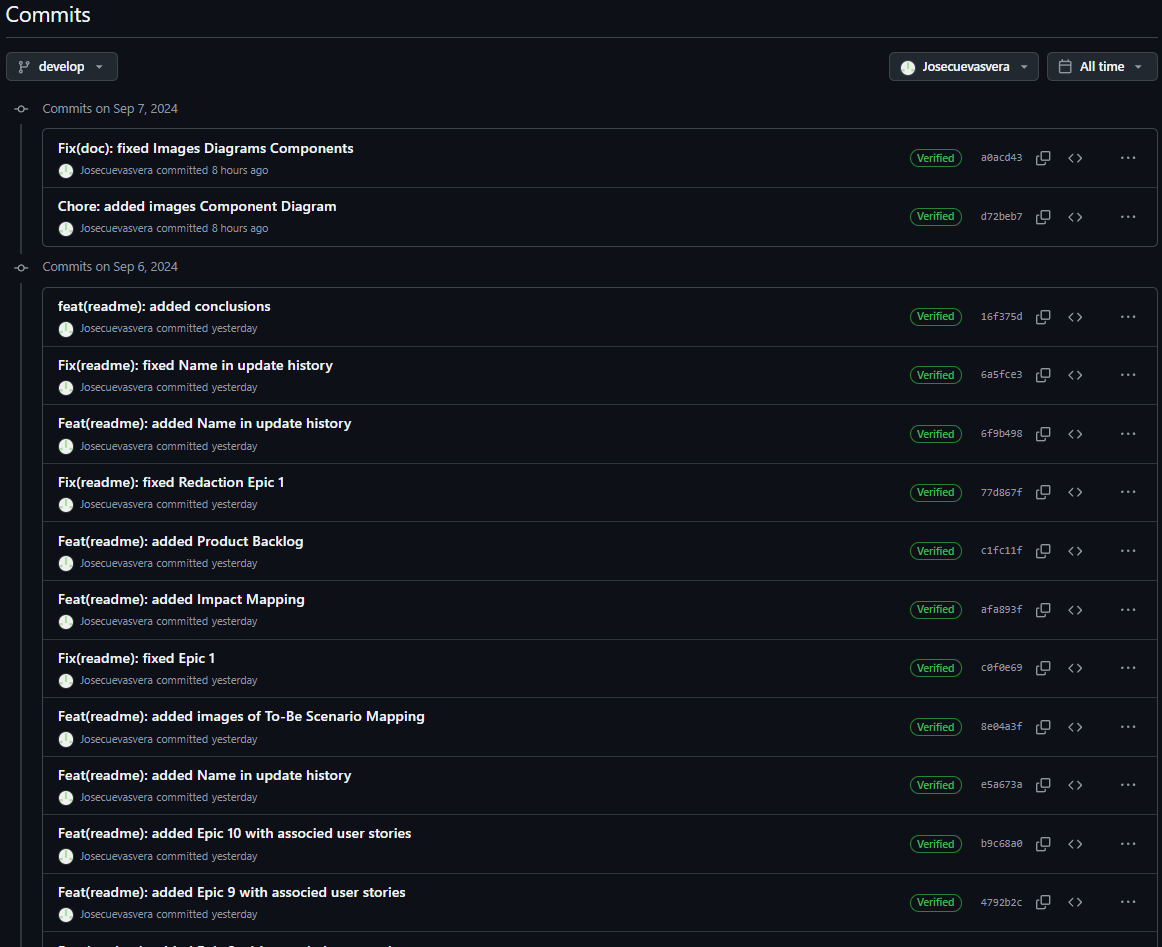 Commits
develop
Josecuevasvera
All time
Commits on Sep 7, 2024
Fix(doc): fixed Images Diagrams Components
Josecuevasvera committed 8 hours ago
Verified
a0acd43
Chore: added images Component Diagram
Josecuevasvera committed 8 hours ago
Verified
d72beb7
Commits on Sep 6, 2024
feat(readme): added conclusions
Josecuevasvera committed yesterday
Verified
16f375d
Fix(readme): fixed Name in update history
Josecuevasvera committed yesterday
Verified
6a5fce3
Feat(readme): added Name in update history
Josecuevasvera committed yesterday
Verified
6f9b498
Fix(readme): fixed Redaction Epic 1
Josecuevasvera committed yesterday
Verified
77d867f
Feat(readme): added Product Backlog
Josecuevasvera committed yesterday
Verified
c1fc11f
Feat(readme): added Impact Mapping
Josecuevasvera committed yesterday
Verified
afa893f
Fix(readme): fixed Epic 1
Josecuevasvera committed yesterday
Verified
c0f0e69
Feat(readme): added images of To-Be Scenario Mapping
Josecuevasvera committed yesterday
Verified
8e04a3f
Feat(readme): added Name in update history
Josecuevasvera committed yesterday
Verified
e5a673a
Feat(readme): added Epic 10 with associed user stories
Josecuevasvera committed yesterday
Verified
b9c68a0
Feat(readme): added Epic 9 with associed user stories
Josecuevasvera committed yesterday
Verified
4792b2c